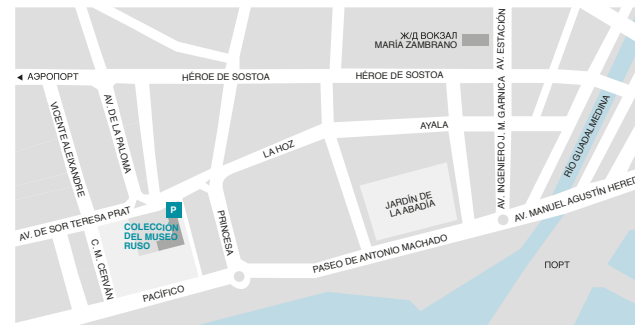 Ж/Д ВОКЗАЛ
MARÍA ZAMBRANO
AV. ESTACIÓN
АЭРОПОРТ
HÉROE DE SOSTOA
HÉROE DE SOSTOA
VICENTE ALEIXANDRE
AV. DE LA PALOMA
AV. INGENIERO J. M. GARNICA
RÍO GUADALMEDINA
AYALA
LA HOZ
JARDÍN DE
LA ABADÍA
AV. MANUEL AGUSTÍN HERED
P
AV. DE SOR TERESA PRAT
COLECCIÓN
DEL MUSEO
RUSO
PRINCESA
C. M. CERVÁN
PASEO DE ANTONIO MACHADO
ПОРТ
PACÍFICO